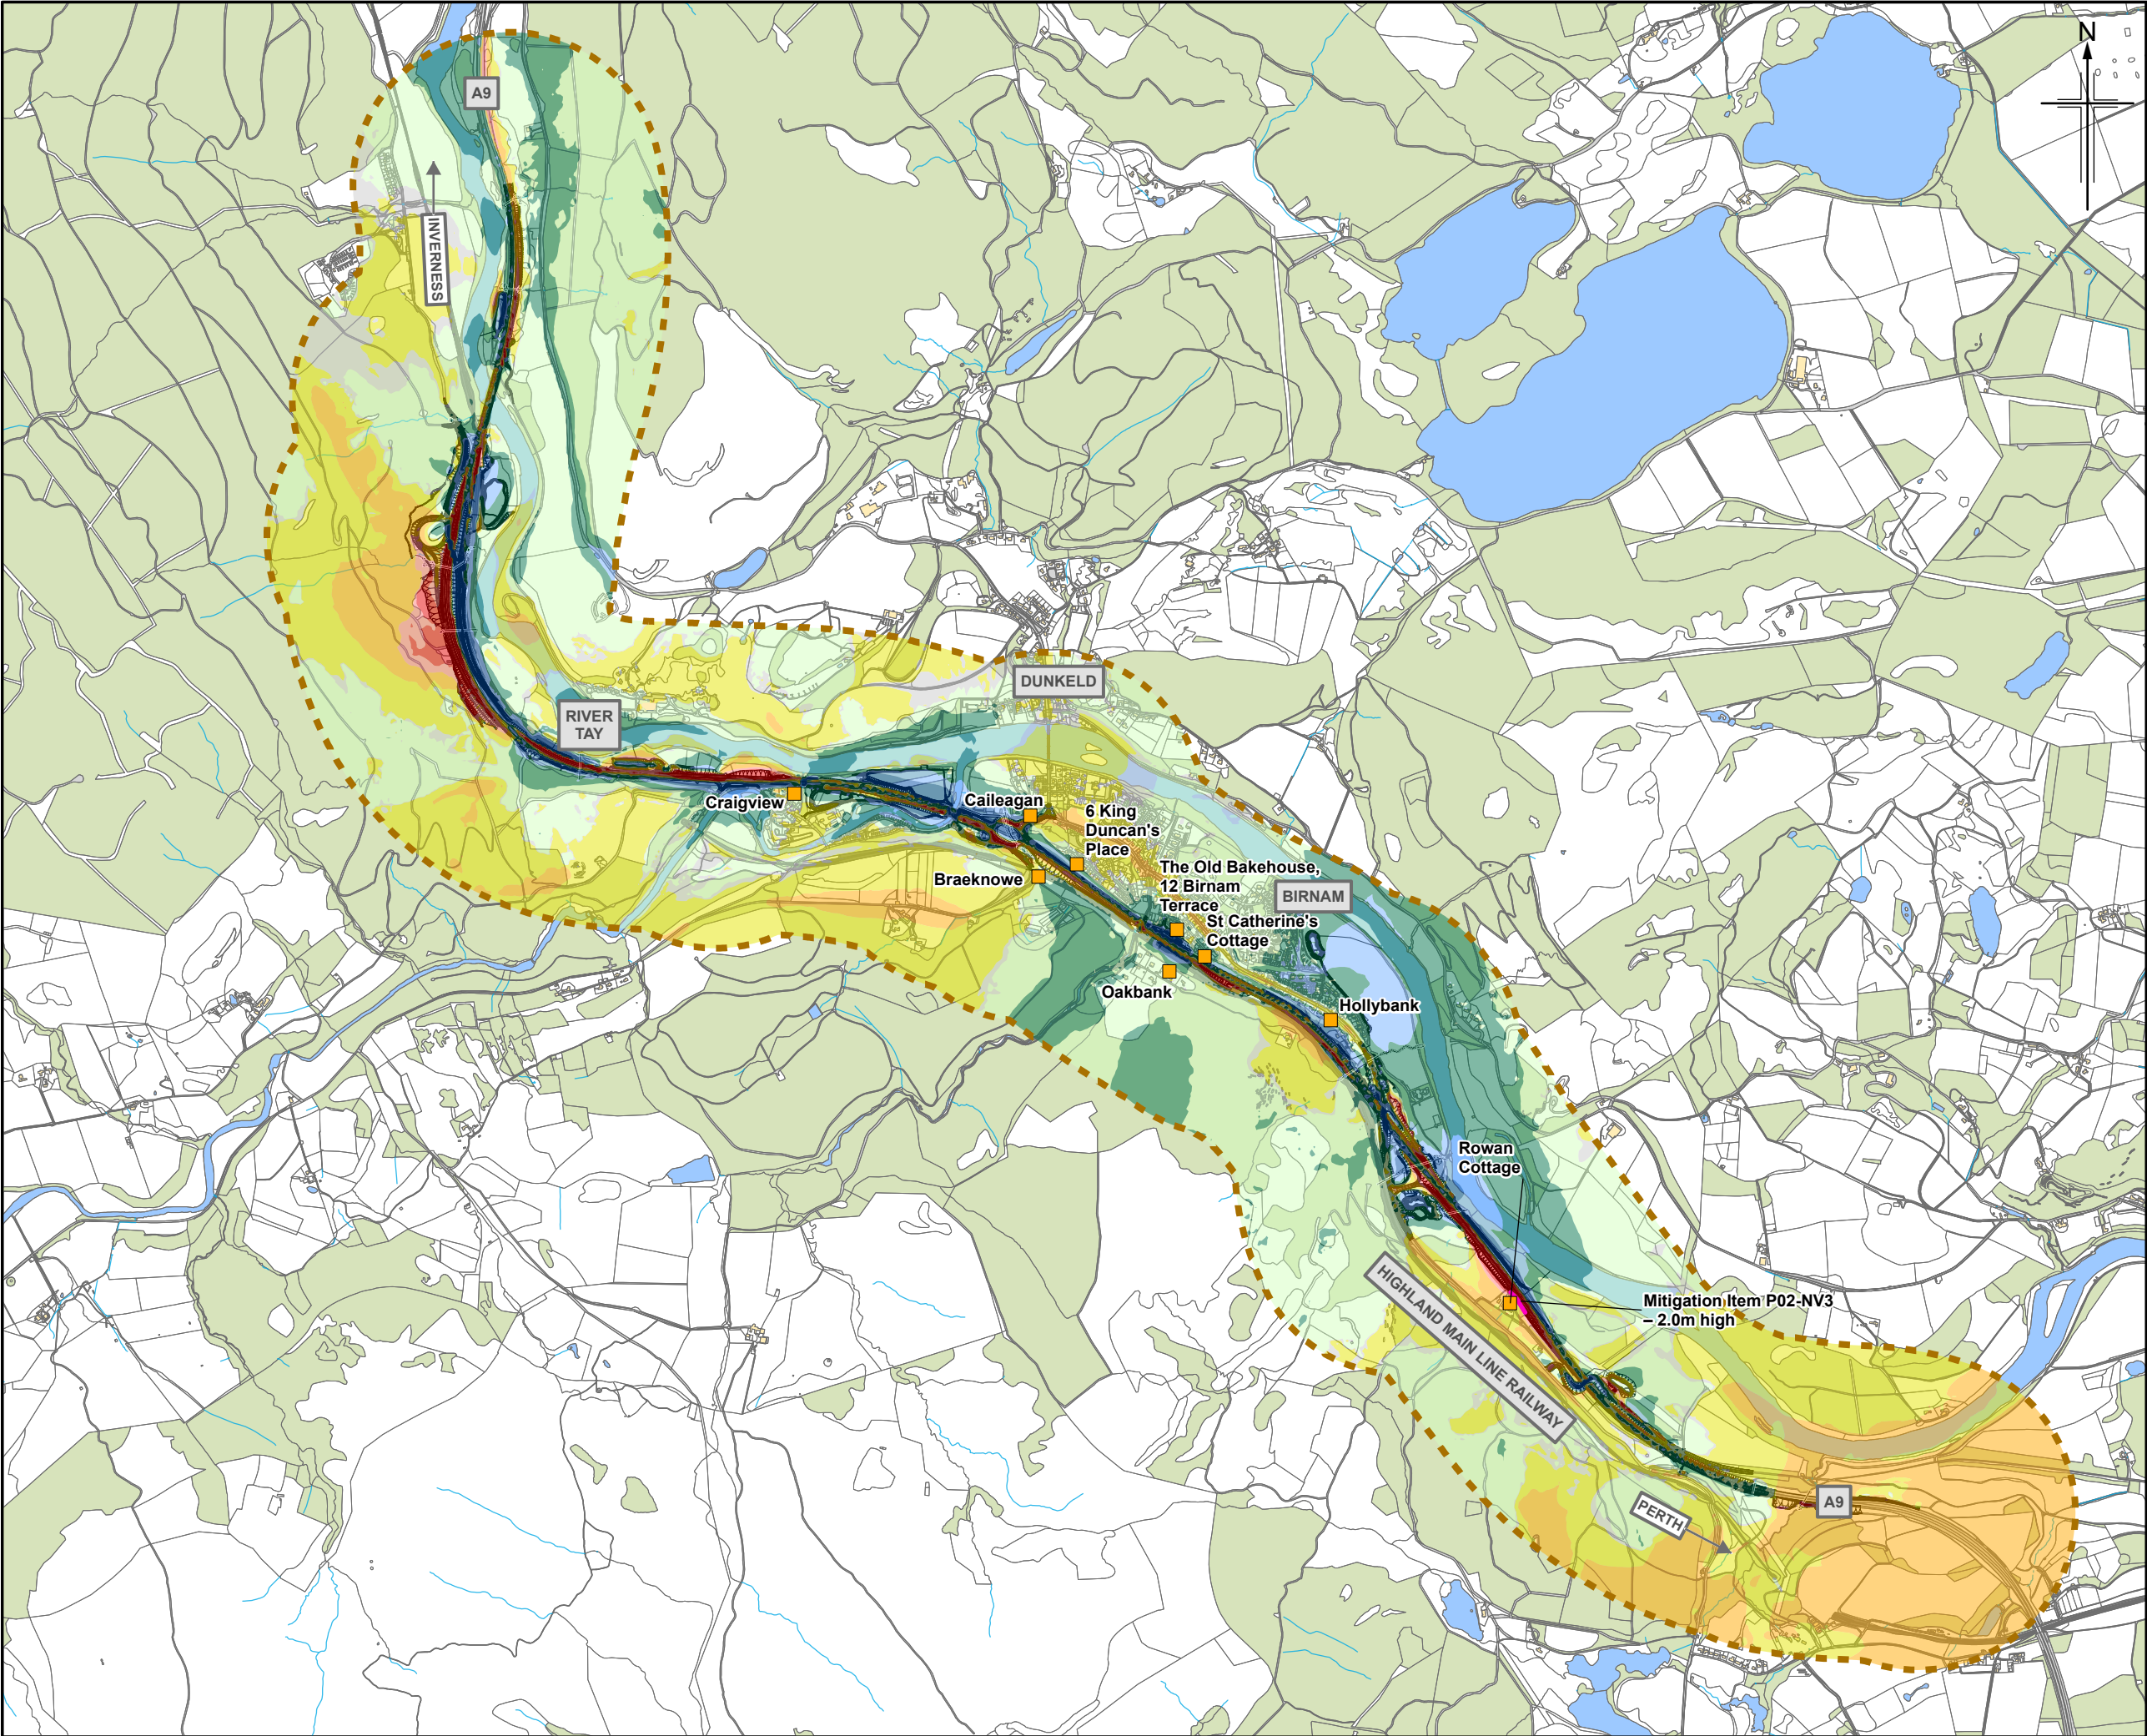 N
A9
INVERNESS
DUNKELD
RIVER
TAY
Craigview
Caileagan
6 King
Duncan's
Place
Braeknowe
The Old Bakehouse,
12 Birnam
Terrace
BIRNAM
St Catherine's
Cottage
Oakbank
Hollybank
Rowan
Cottage
HIGHLAND MAIN LINE RAILWAY
Mitigation Item P02-NV3
– 2.0m high
PERTH
A9